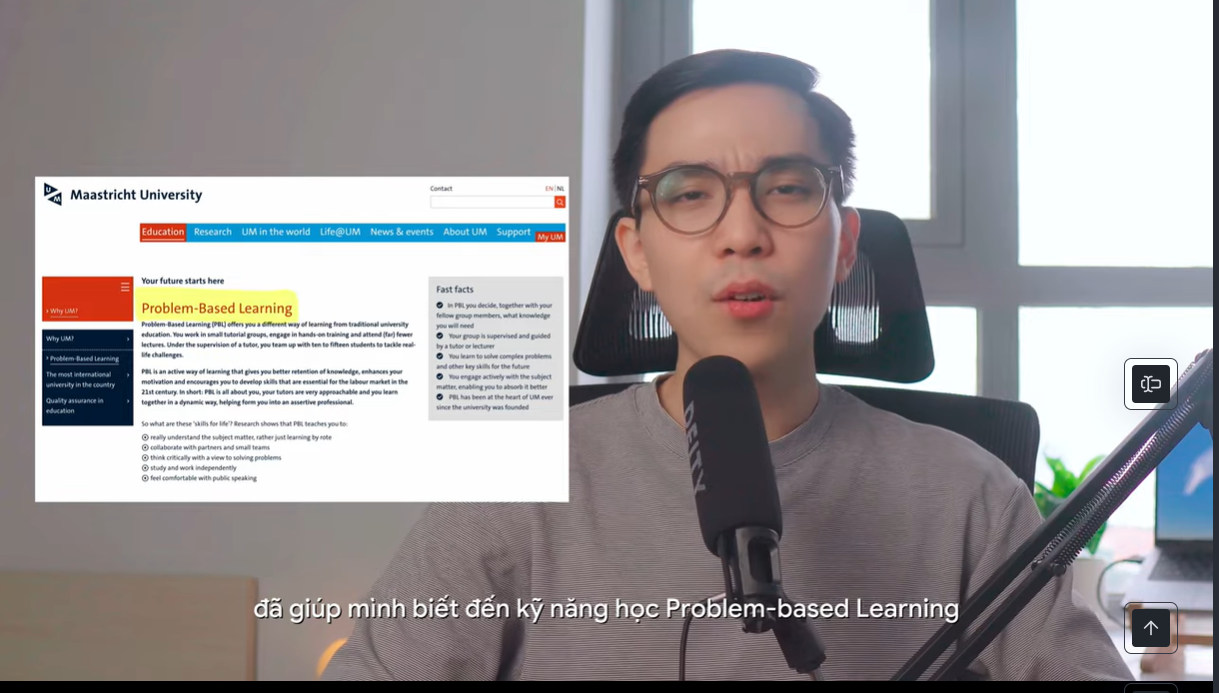 UM
Maastricht University
Contact
EN | NL
Education Research UM in the world Life@UM News & events About UM Support My UM
Your future starts here
› Why UM?
Problem-Based Learning
Problem-Based Learning (PBL) offers you a different way of learning from traditional university
education. You work in small tutorial groups, engage in hands-on training and attend (far) fewer
lectures. Under the supervision of a tutor, you team up with ten to fifteen students to tackle real-
life challenges.
PBL is an active way of learning that gives you better retention of knowledge, enhances your
motivation and encourages you to develop skills that are essential for the labour market in the
21st century. In short: PBL is all about you, your tutors are very approachable and you learn
together in a dynamic way, helping form you into an assertive professional.
So what are these 'skills for life'? Research shows that PBL teaches you to:
really understand the subject matter, rather just learning by rote
collaborate with partners and small teams
think critically with a view to solving problems
study and work independently
feel comfortable with public speaking
Why UM? ›
› Problem-Based Learning
The most international ›
university in the country
Quality assurance in ›
education
Fast facts
In PBL you decide, together with your
fellow group members, what knowledge
you will need
Your group is supervised and guided
by a tutor or lecturer
You learn to solve complex problems
and other key skills for the future
You engage actively with the subject
matter, enabling you to absorb it better
PBL has been at the heart of UM ever
since the university was founded
DEITY
đã giúp mình biết đến kỹ năng học Problem-based Learning